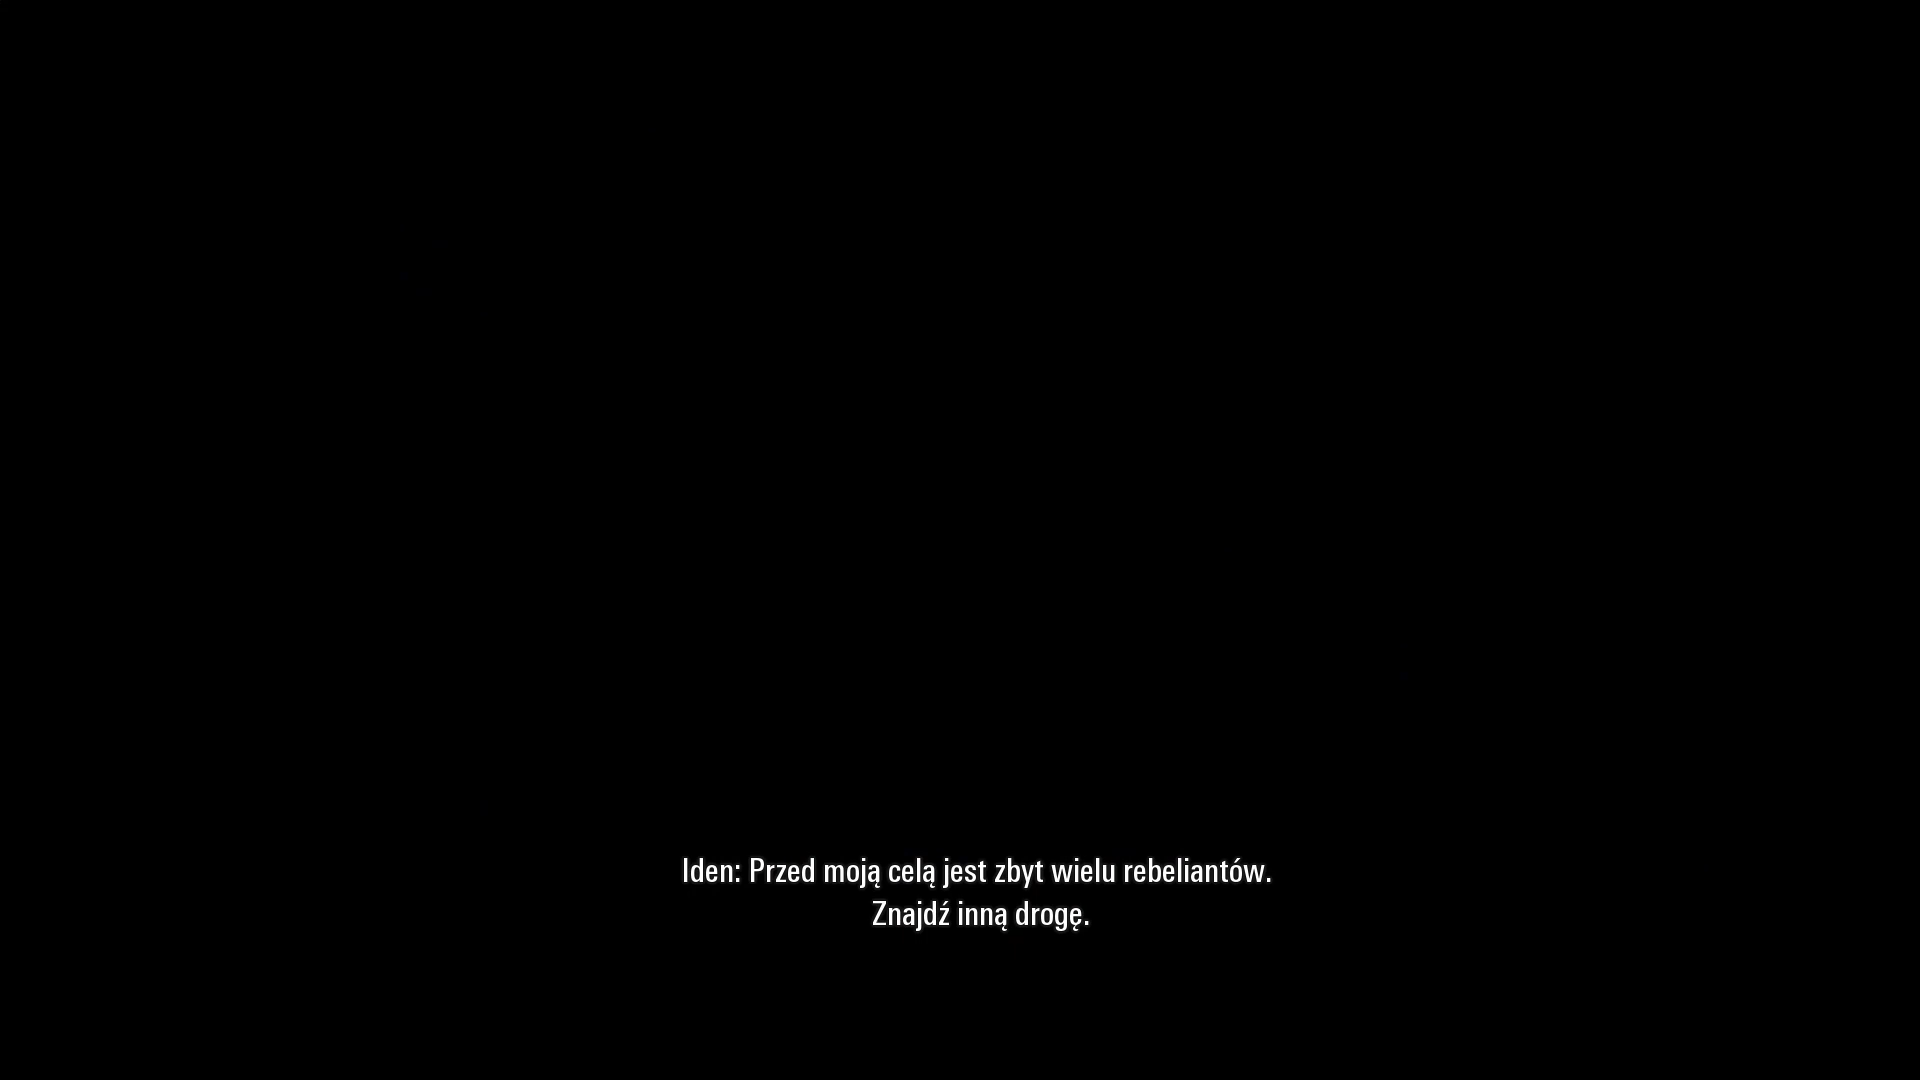 Iden: Przed moją celą jest zbyt wielu rebeliantów.
Znajdź inną drogę.